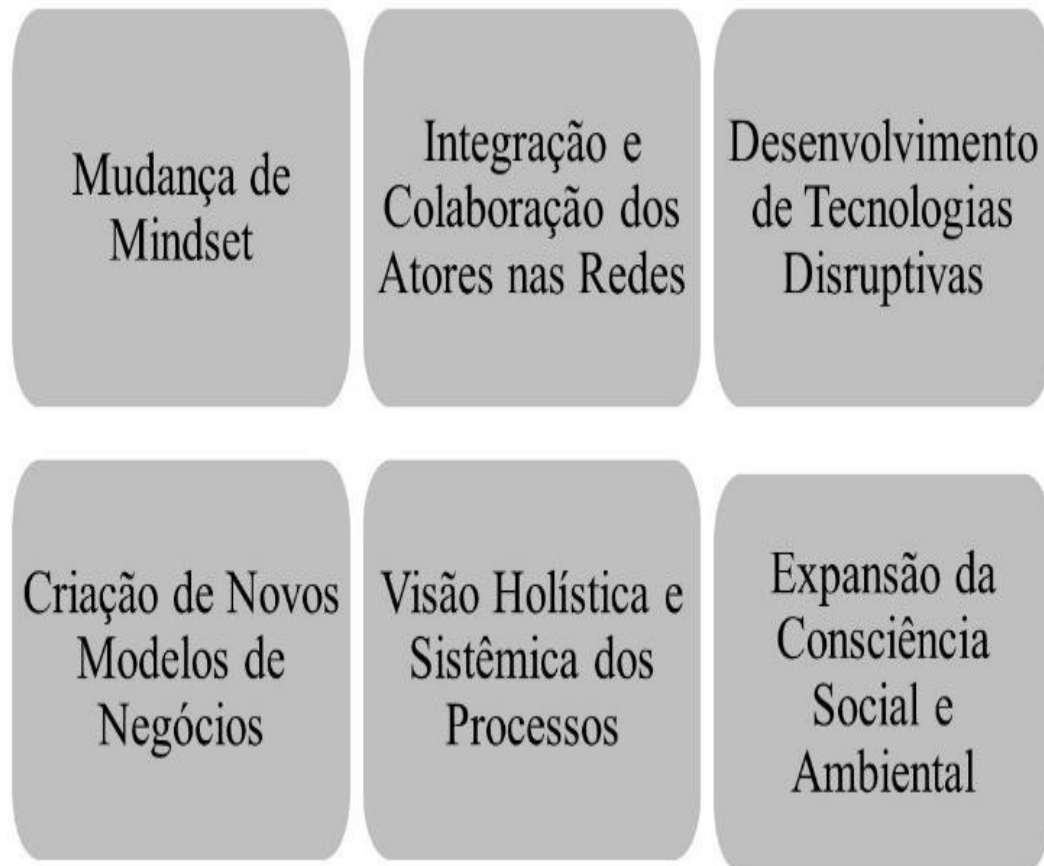 Mudança de
Mindset
Integração e
Colaboração dos
Atores nas Redes
Desenvolvimento
de Tecnologias
Disruptivas
Criação de Novos
Modelos de
Negócios
Visão Holística e
Sistêmica dos
Processos
Expansão da
Consciência
Social e
Ambiental